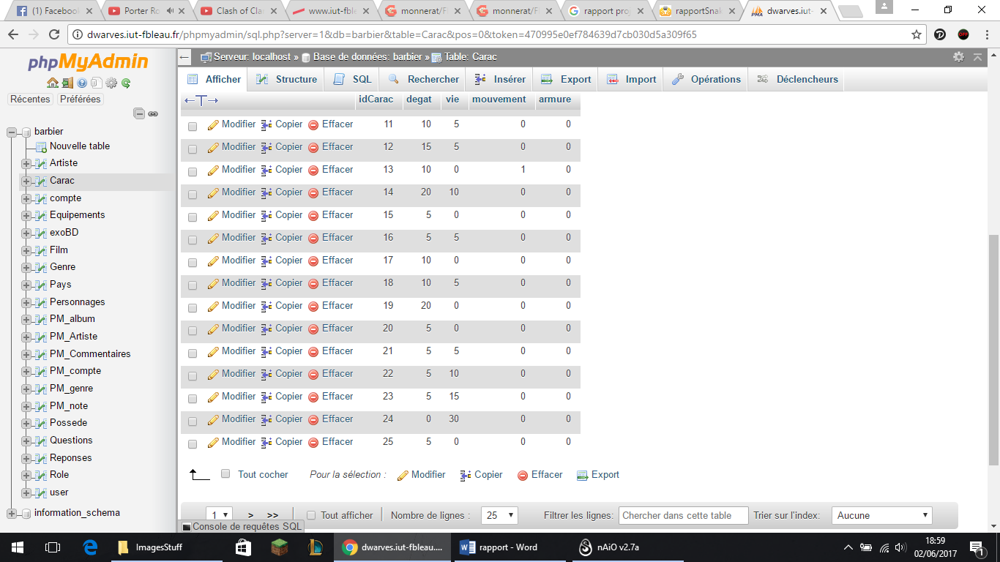 (1) Facebook
Porter Ro
Clash of Clan
www.iut-fble
monnerat/F
monnerat/F
rapport proj
rapportSnak
dwarves.iut-
dwarves.iut-fbleau.fr/phpmyadmin/sql.php?server=1&db=barbier&table=Carac&pos=0&token=470995e0ef784639d7cb030d5a309f65
phpMyAdmin
Récentes Préférées
barbier
Nouvelle table
Artiste
Carac
compte
Equipements
exoBD
Film
Genre
Pays
Personnages
PM_album
PM_Artiste
PM_Commentaires
PM_compte
PM_genre
PM_note
Possede
Questions
Reponses
Role
user
information_schema
Serveur: localhost » Base de données: barbier » Table: Carac
Afficher Structure SQL Rechercher Insérer Export Import Opérations Déclencheurs
←T→ idCarac degat vie mouvement armure
Modifier Copier Effacer 11 10 5 0 0
Modifier Copier Effacer 12 15 5 0 0
Modifier Copier Effacer 13 10 0 1 0
Modifier Copier Effacer 14 20 10 0 0
Modifier Copier Effacer 15 5 0 0 0
Modifier Copier Effacer 16 5 5 0 0
Modifier Copier Effacer 17 10 0 0 0
Modifier Copier Effacer 18 10 5 0 0
Modifier Copier Effacer 19 20 0 0 0
Modifier Copier Effacer 20 5 0 0 0
Modifier Copier Effacer 21 5 5 0 0
Modifier Copier Effacer 22 5 10 0 0
Modifier Copier Effacer 23 5 15 0 0
Modifier Copier Effacer 24 0 30 0 0
Modifier Copier Effacer 25 5 0 0 0
Tout cocher Pour la sélection : Modifier Copier Effacer Export
1 > >> Tout afficher Nombre de lignes : 25 Filtrer les lignes: Chercher dans cette table Trier sur l'index: Aucune
Console de requêtes SQL
ImagesStuff
dwarves.iut-fbleau....
rapport - Word
nAiO v2.7a
18:59
02/06/2017
1